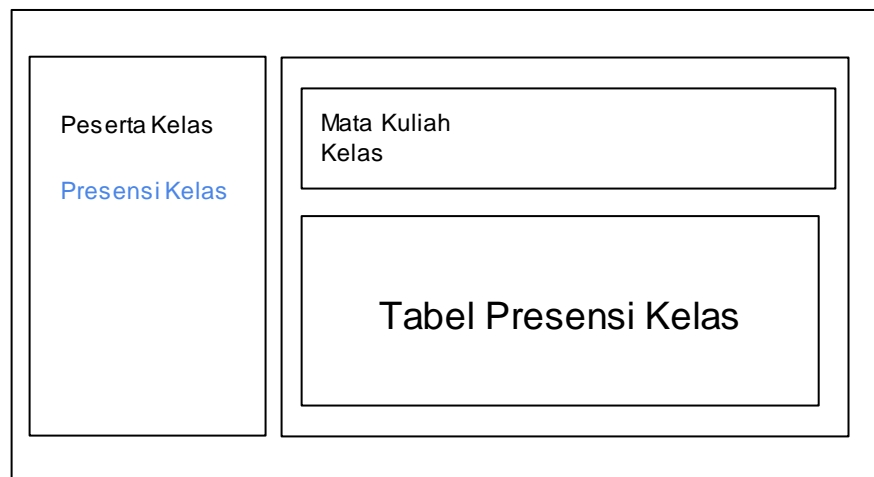 Peserta Kelas
Presensi Kelas
Mata Kuliah
Kelas
Tabel Presensi Kelas